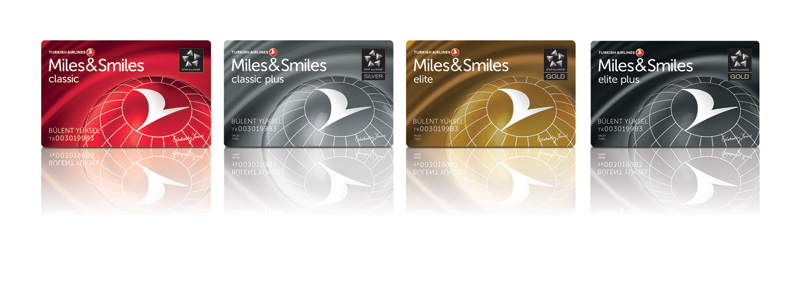 TURKISH AIRLINES
Miles&Smiles
classic
BÜLENT YÜKSEL
TK003019983
TURKISH AIRLINES
Miles&Smiles
classic plus
SILVER
BÜLENT YÜKSEL
TK003019983
TURKISH AIRLINES
Miles&Smiles
elite
GOLD
BÜLENT YÜKSEL
TK003019983
TURKISH AIRLINES
Miles&Smiles
elite plus
GOLD
BÜLENT YÜKSEL
TK003019983